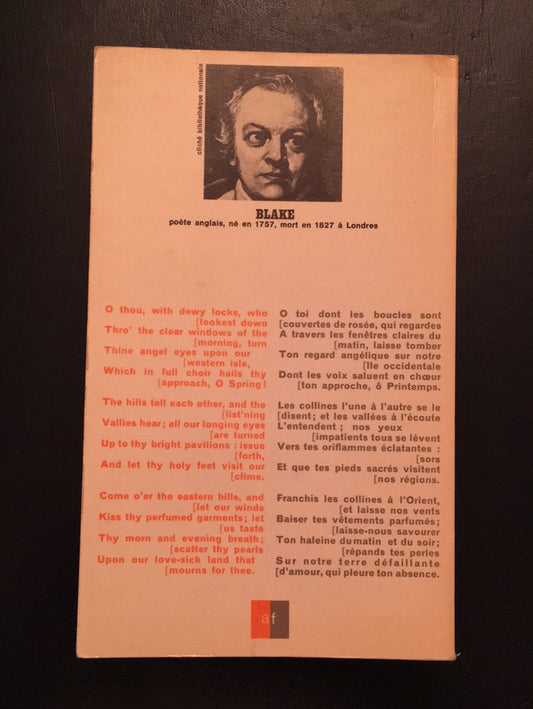 cliché bibliothèque nationale
BLAKE
poête anglais, né en 1757, mort en 1827 à Londres
O thou, with dewy locks, who
[lookest down
Thro' the clear windows of the
[morning, turn
Thine angel eyes upon our
[western isle,
Which in full choir hails thy
[approach, O Spring!
The hills tell each other, and the
[list'ning
Vallies hear; all our longing eyes
[are turned
Up to thy bright pavilions : issue
[forth,
And let thy holy feet visit our
[clime.
Come o'er the eastern hills, and
[let our winds
Kiss thy perfumed garments; let
[us taste
Thy morn and evening breath;
[scatter thy pearls
Upon our love-sick land that
[mourns for thee.
O toi dont les boucles sont
[couvertes de rosée, qui regardes
A travers les fenêtres claires du
[matin, laisse tomber
Ton regard angélique sur notre
[Ile occidentale
Dont les voix saluent en chœur
[ton approche, ô Printemps.
Les collines l'une à l'autre se le
[disent; et les vallées à l'écoute
L'entendent; nos yeux
[impatients tous se lèvent
Vers tes oriflammes éclatantes :
[sors
Et que tes pieds sacrés visitent
[nos régions.
Franchis les collines à l'Orient,
[et laisse nos vents
Baiser tes vêtements parfumés;
[laisse-nous savourer
Ton haleine du matin et du soir;
[répands tes perles
Sur notre terre défaillante
[d'amour, qui pleure ton absence.
af